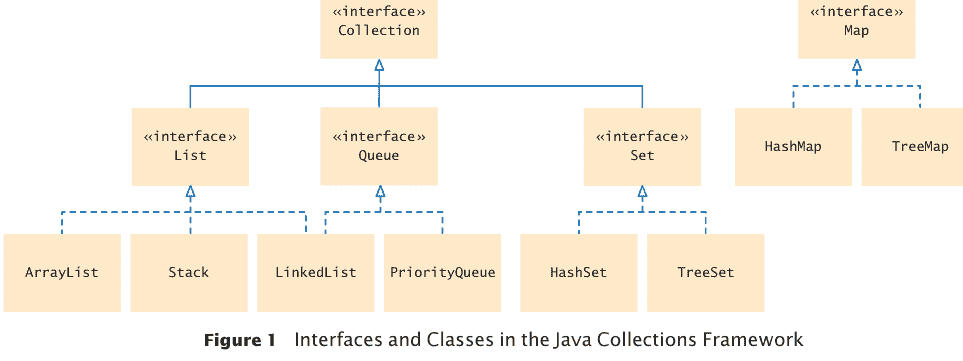 «interface»
Collection
«interface»
Map
«interface»
List
«interface»
Queue
«interface»
Set
HashMap
TreeMap
ArrayList
Stack
LinkedList
PriorityQueue
HashSet
TreeSet
Figure 1 Interfaces and Classes in the Java Collections Framework